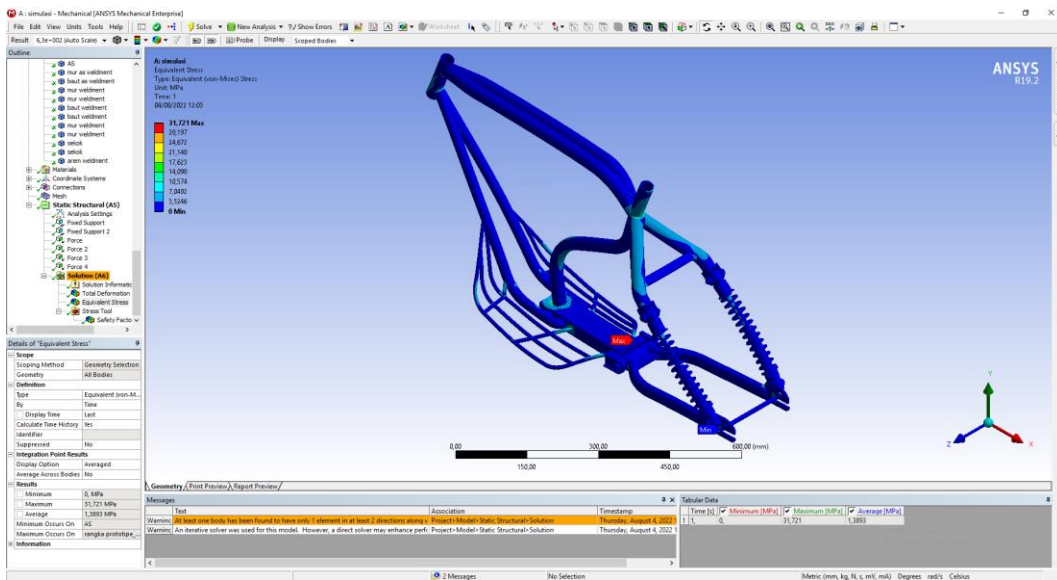 A : simulasi - Mechanical [ANSYS Mechanical Enterprise]
File Edit View Units Tools Help Solve New Analysis ?/ Show Errors Worksheet
Result 6,3e+002 (Auto Scale) Probe Display Scoped Bodies
Outline
AS
mur as weldment
baut as weldment
mur weldment
mur weldment
baut weldment
baut weldment
mur weldment
mur weldment
sekok
sekok
arem weldment
Materials
Coordinate Systems
Connections
Mesh
Static Structural (A5)
Analysis Settings
Fixed Support
Fixed Support 2
Force
Force 2
Force 3
Force 4
Solution (A6)
Solution Informatic
Total Deformation
Equivalent Stress
Stress Tool
Safety Facto
Details of "Equivalent Stress"
Scope
Scoping Method Geometry Selection
Geometry All Bodies
Definition
Type Equivalent (von-M...
By Time
Display Time Last
Calculate Time History Yes
Identifier
Suppressed No
Integration Point Results
Display Option Averaged
Average Across Bodies No
Results
Minimum 0, MPa
Maximum 31,721 MPa
Average 1,3893 MPa
Minimum Occurs On AS
Maximum Occurs On rangka prototipe_...
Information
A: simulasi
Equivalent Stress
Type: Equivalent (von-Mises) Stress
Unit: MPa
Time: 1
31,721 Max
28,197
24,672
21,148
17,623
14,098
10,574
7,0492
3,5246
0 Min
ANSYS
R19.2
Max
Min
0,00 300,00 600,00 (mm)
150,00 450,00
Y
Z X
Geometry Print Preview Report Preview
Messages
Text Association Timestamp
Warning At least one body has been found to have only 1 element in at least 2 directions along v Project>Model>Static Structural>Solution Thursday, August 4, 2022 1
Warning An iterative solver was used for this model. However, a direct solver may enhance perf Project>Model>Static Structural>Solution Thursday, August 4, 2022 1
Tabular Data
Time [s] Minimum [MPa] Maximum [MPa] Average [MPa]
1 1, 0, 31,721 1,3893
2 Messages No Selection Metric (mm, kg, N, s, mV, mA) Degrees rad/s Celsius